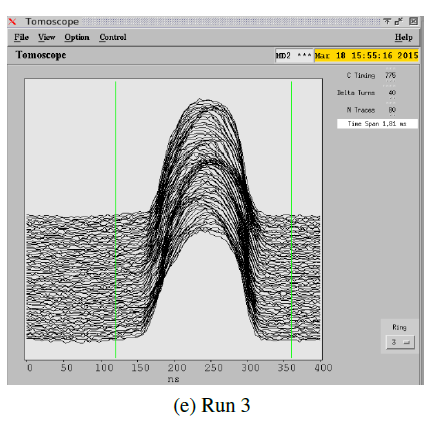 Tomoscope
File View Option Control Help
Tomoscope MD2 *** Mar 18 15:55:16 2015
C Timing 775
Delta Turns 40
N Traces 80
Time Span 1.81 ms
Ring
3
0 50 100 150 200 250 300 350 400
ns
(e) Run 3